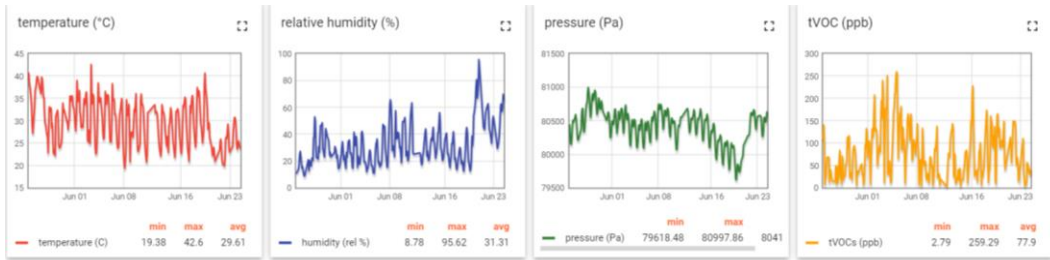 temperature (°C)
45
40
35
30
25
20
15
Jun 01 Jun 08 Jun 16 Jun 23
min max avg
temperature (C) 19.38 42.6 29.61
relative humidity (%)
100
80
60
40
20
0
Jun 01 Jun 08 Jun 16 Jun 23
min max avg
humidity (rel %) 8.78 95.62 31.31
pressure (Pa)
81500
81000
80500
80000
79500
Jun 01 Jun 08 Jun 16 Jun 23
min max
pressure (Pa) 79618.48 80997.86 8041
tVOC (ppb)
300
250
200
150
100
50
0
Jun 01 Jun 08 Jun 16 Jun 23
min max avg
tVOCs (ppb) 2.79 259.29 77.9